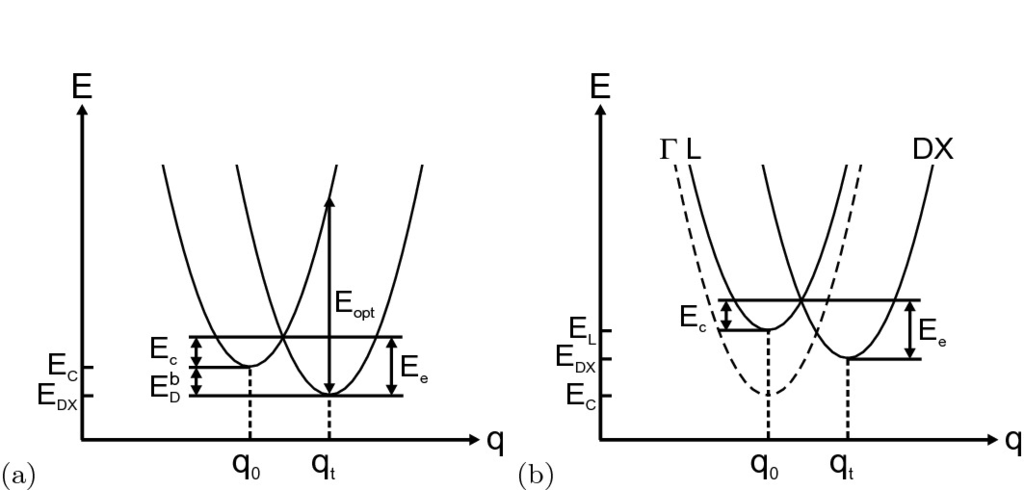 E
E_opt
E_c
E_D^b
E_e
E_C
E_DX
q
q_0
q_t
(a)
E
Γ L
DX
E_c
E_e
E_L
E_DX
E_C
q
q_0
q_t
(b)